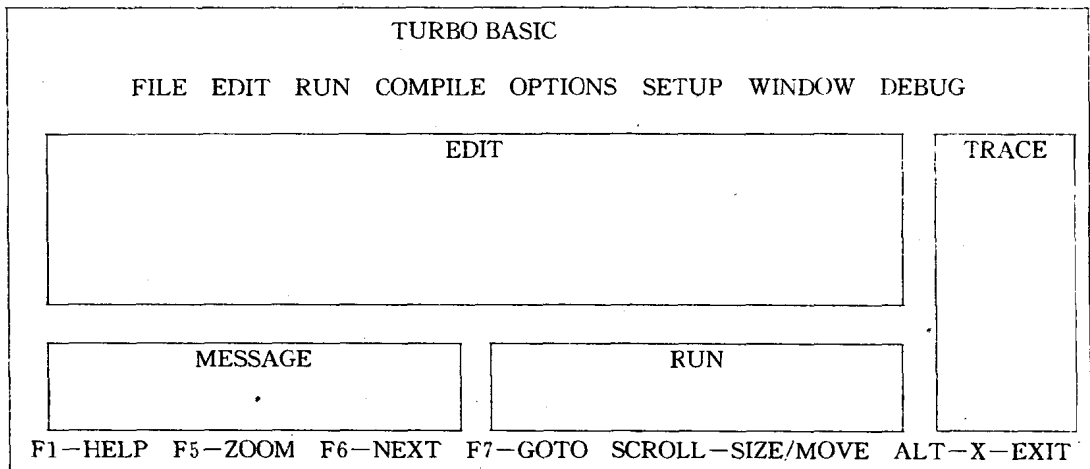 TURBO BASIC
FILE EDIT RUN COMPILE OPTIONS SETUP WINDOW DEBUG
EDIT
TRACE
MESSAGE
RUN
F1-HELP F5-ZOOM F6-NEXT F7-GOTO SCROLL-SIZE/MOVE ALT-X-EXIT